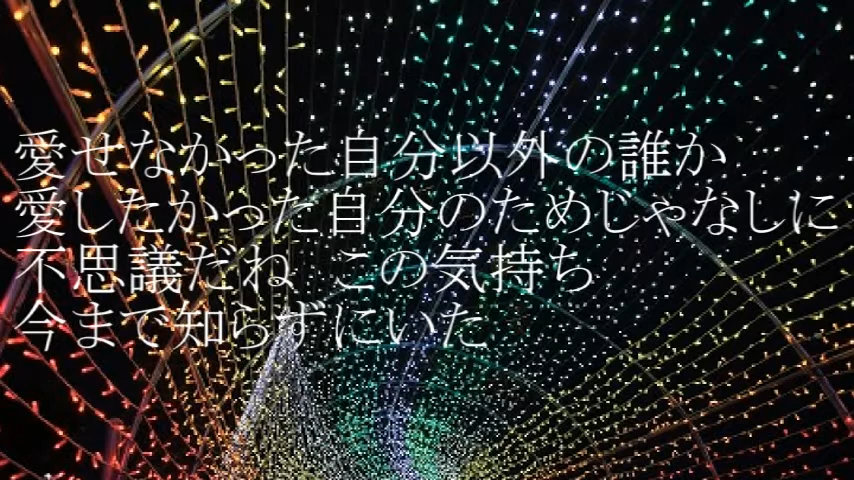 愛せなかった自分以外の誰か
愛したかった自分のためじゃなしに
不思議だね　この気持ち
今まで知らずにいた